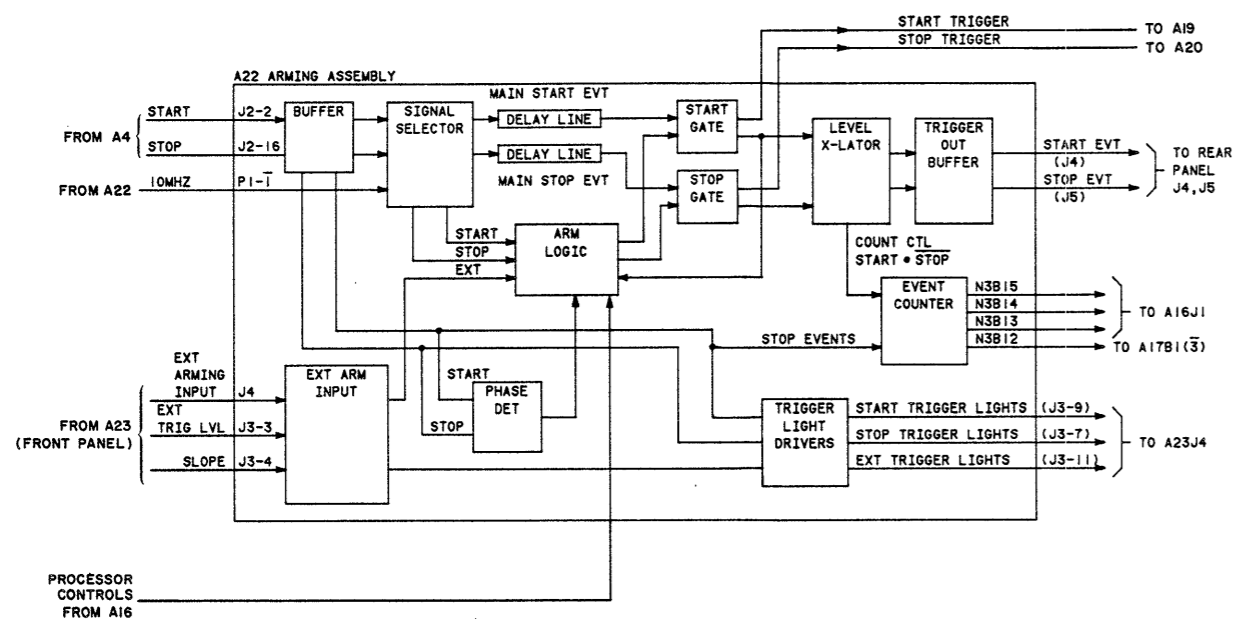 START TRIGGER
TO A19
STOP TRIGGER
TO A20
A22 ARMING ASSEMBLY
MAIN START EVT
START
J2-2
BUFFER
SIGNAL
SELECTOR
DELAY LINE
START
GATE
LEVEL
X-LATOR
TRIGGER
OUT
BUFFER
FROM A4
STOP
J2-16
DELAY LINE
START EVT
(J4)
TO REAR
PANEL
J4,J5
FROM A22
10MHZ
P1-1̅
MAIN STOP EVT
STOP
GATE
STOP EVT
(J5)
START
STOP
EXT
ARM
LOGIC
COUNT CTL
START • S̅T̅O̅P̅
EVENT
COUNTER
N3B15
N3B14
N3B13
N3B12
TO A16J1
TO A17B1(3̅)
STOP EVENTS
EXT
ARMING
INPUT
J4
EXT ARM
INPUT
START
PHASE
DET
STOP
FROM A23
(FRONT PANEL)
EXT
TRIG LVL
J3-3
SLOPE
J3-4
TRIGGER
LIGHT
DRIVERS
START TRIGGER LIGHTS
(J3-9)
STOP TRIGGER LIGHTS
(J3-7)
EXT TRIGGER LIGHTS
(J3-11)
TO A23J4
PROCESSOR
CONTROLS
FROM A16